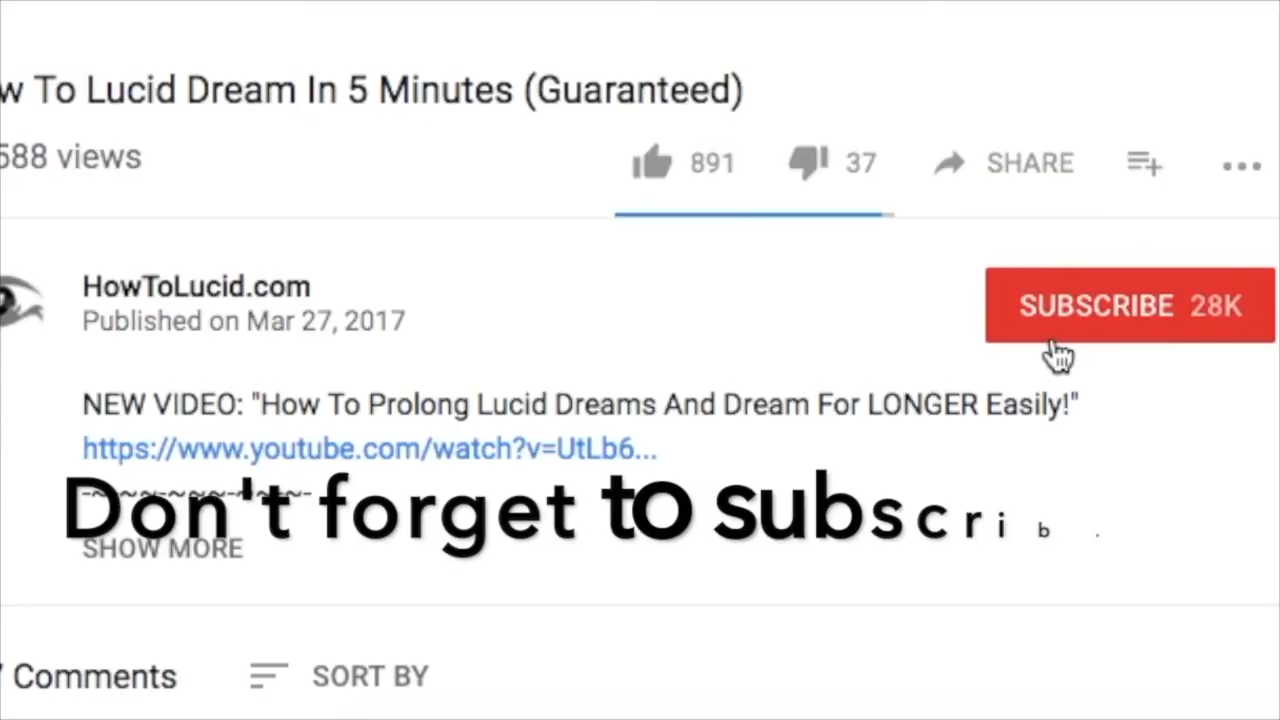 w To Lucid Dream In 5 Minutes (Guaranteed)
588 views
891 37 SHARE
HowToLucid.com
Published on Mar 27, 2017
SUBSCRIBE 28K
NEW VIDEO: "How To Prolong Lucid Dreams And Dream For LONGER Easily!"
https://www.youtube.com/watch?v=UtLb6...
Don't forget to subscrib
SHOW MORE
Comments SORT BY